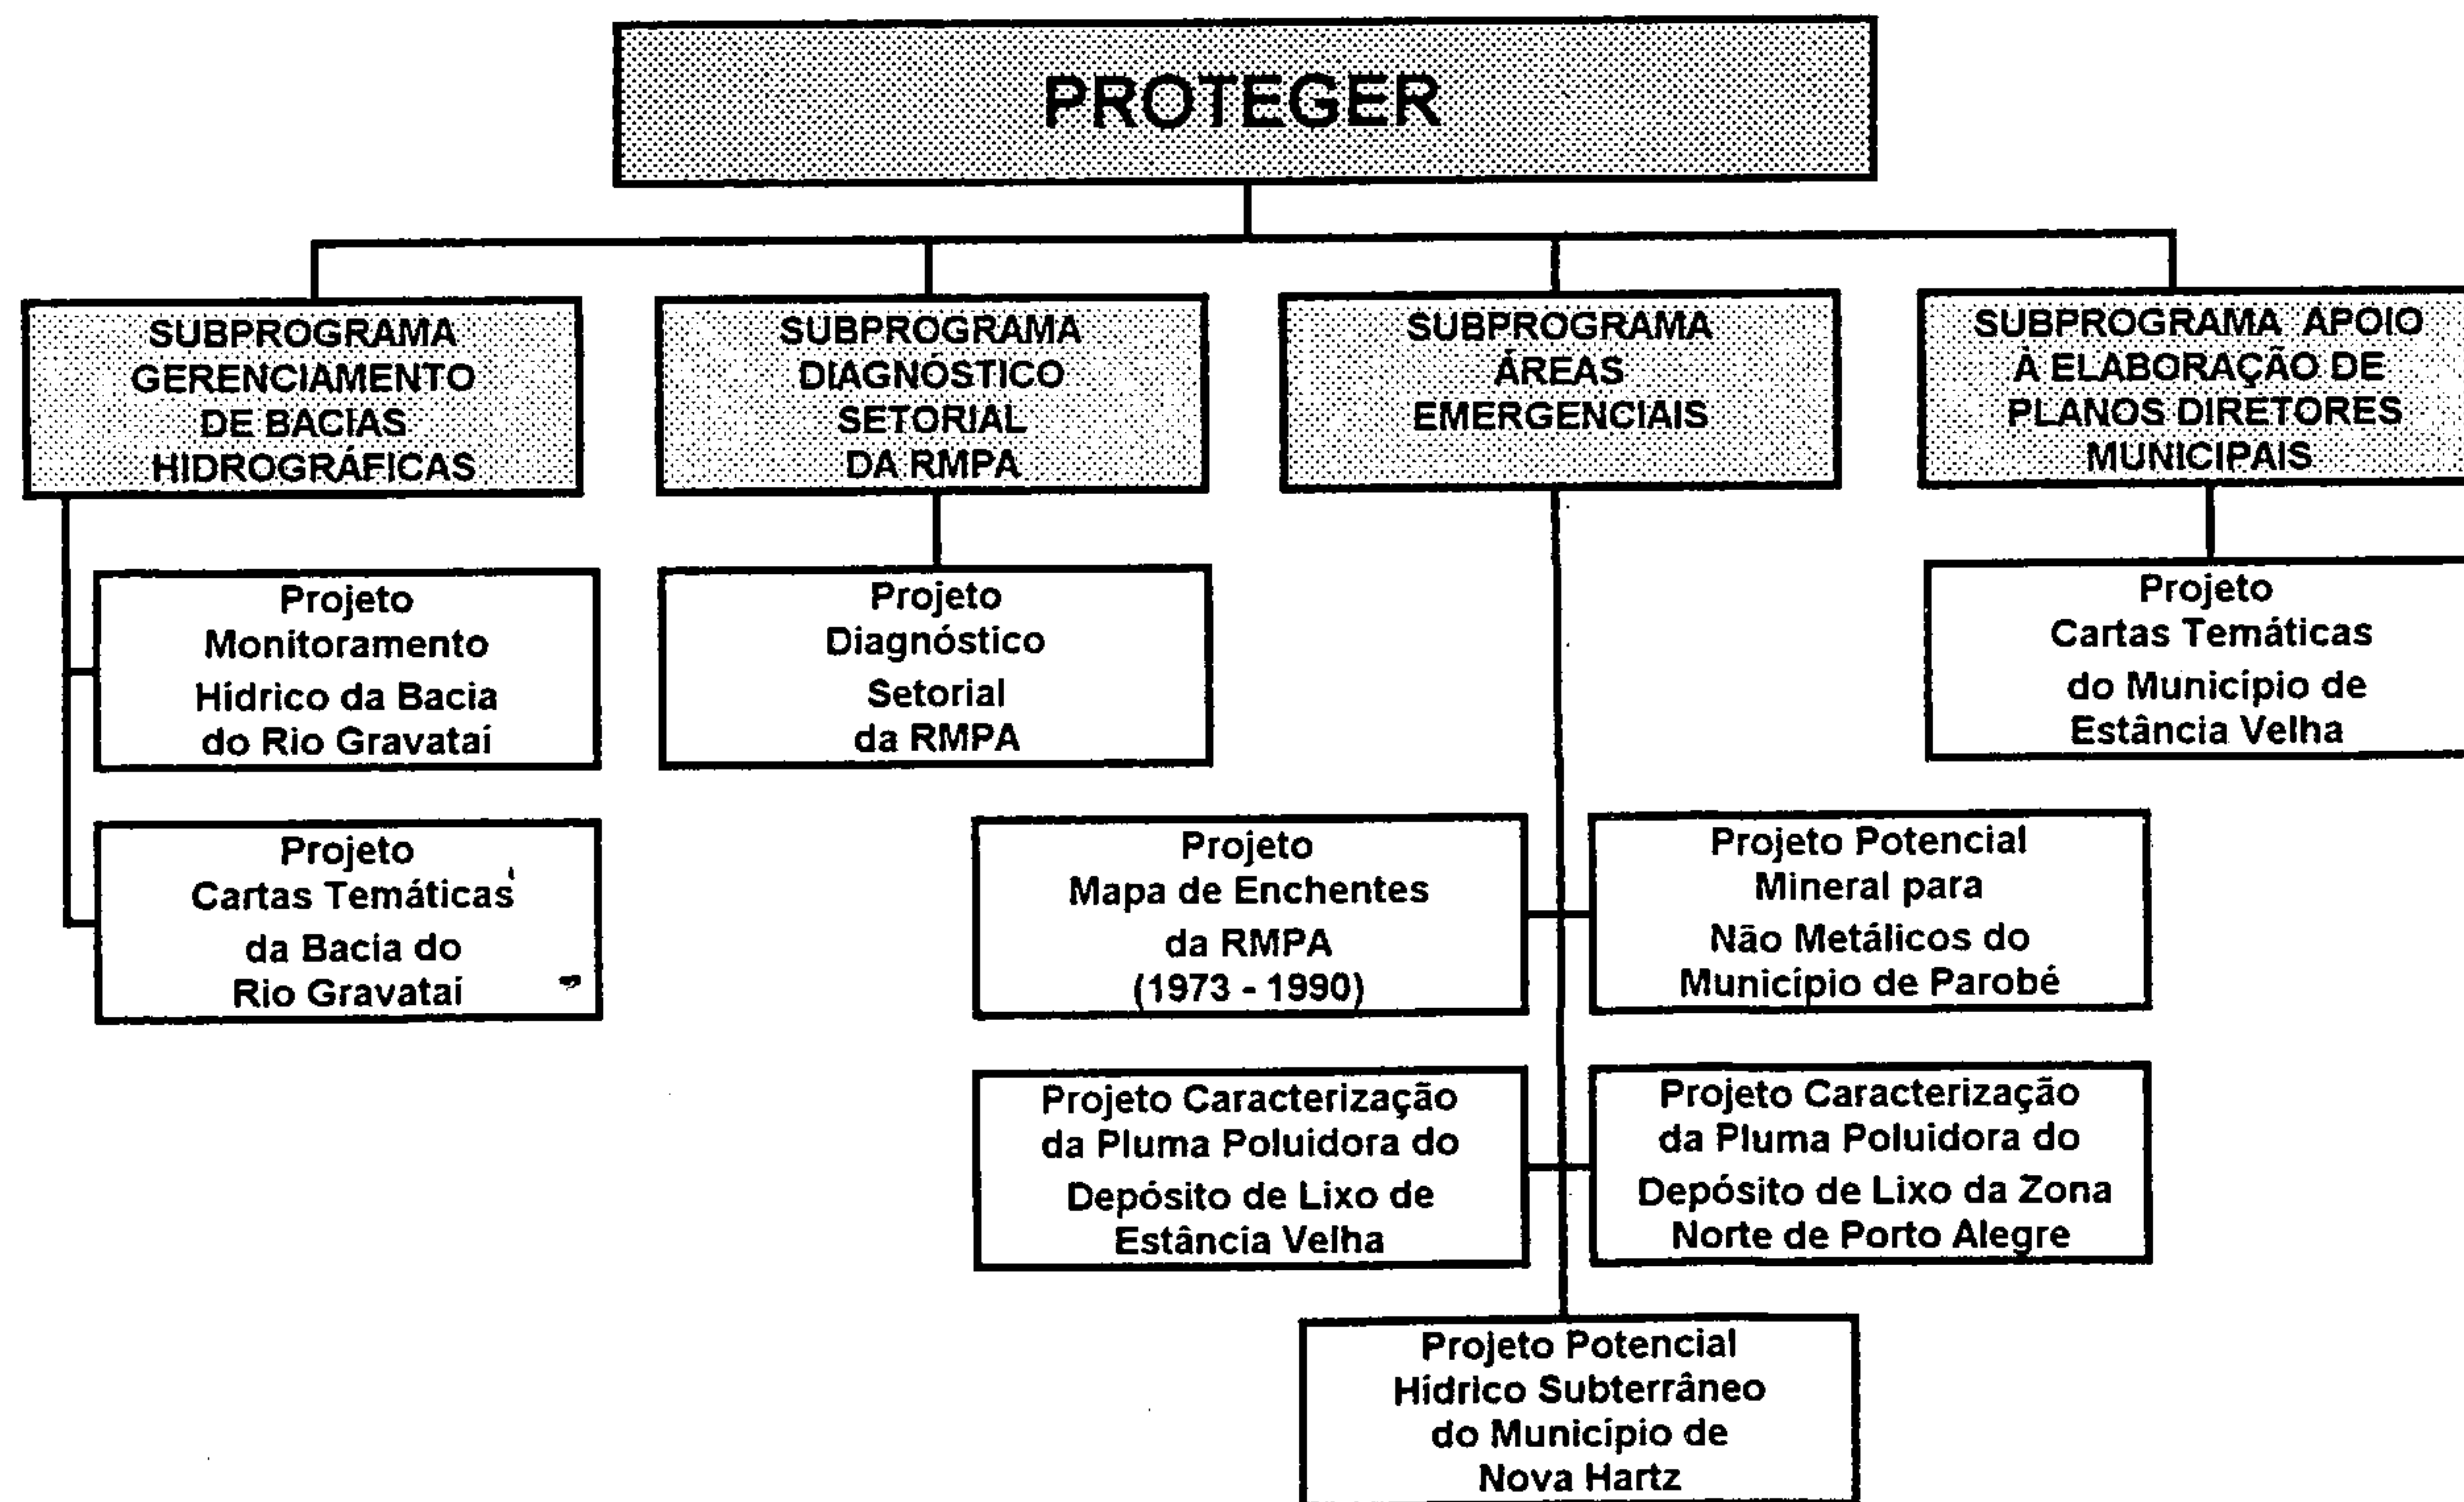 PROTEGER
SUBPROGRAMA
GERENCIAMENTO
DE BACIAS
HIDROGRÁFICAS
SUBPROGRAMA
DIAGNÓSTICO
SETORIAL
DA RMPA
SUBPROGRAMA
ÁREAS
EMERGENCIAIS
SUBPROGRAMA APOIO
À ELABORAÇÃO DE
PLANOS DIRETORES
MUNICIPAIS
Projeto
Monitoramento
Hídrico da Bacia
do Rio Gravataí
Projeto
Diagnóstico
Setorial
da RMPA
Projeto
Cartas Temáticas
do Município de
Estância Velha
Projeto
Cartas Temáticas
da Bacia do
Rio Gravataí
Projeto
Mapa de Enchentes
da RMPA
(1973 - 1990)
Projeto Potencial
Mineral para
Não Metálicos do
Município de Parobé
Projeto Caracterização
da Pluma Poluidora do
Depósito de Lixo de
Estância Velha
Projeto Caracterização
da Pluma Poluidora do
Depósito de Lixo da Zona
Norte de Porto Alegre
Projeto Potencial
Hídrico Subterrâneo
do Município de
Nova Hartz